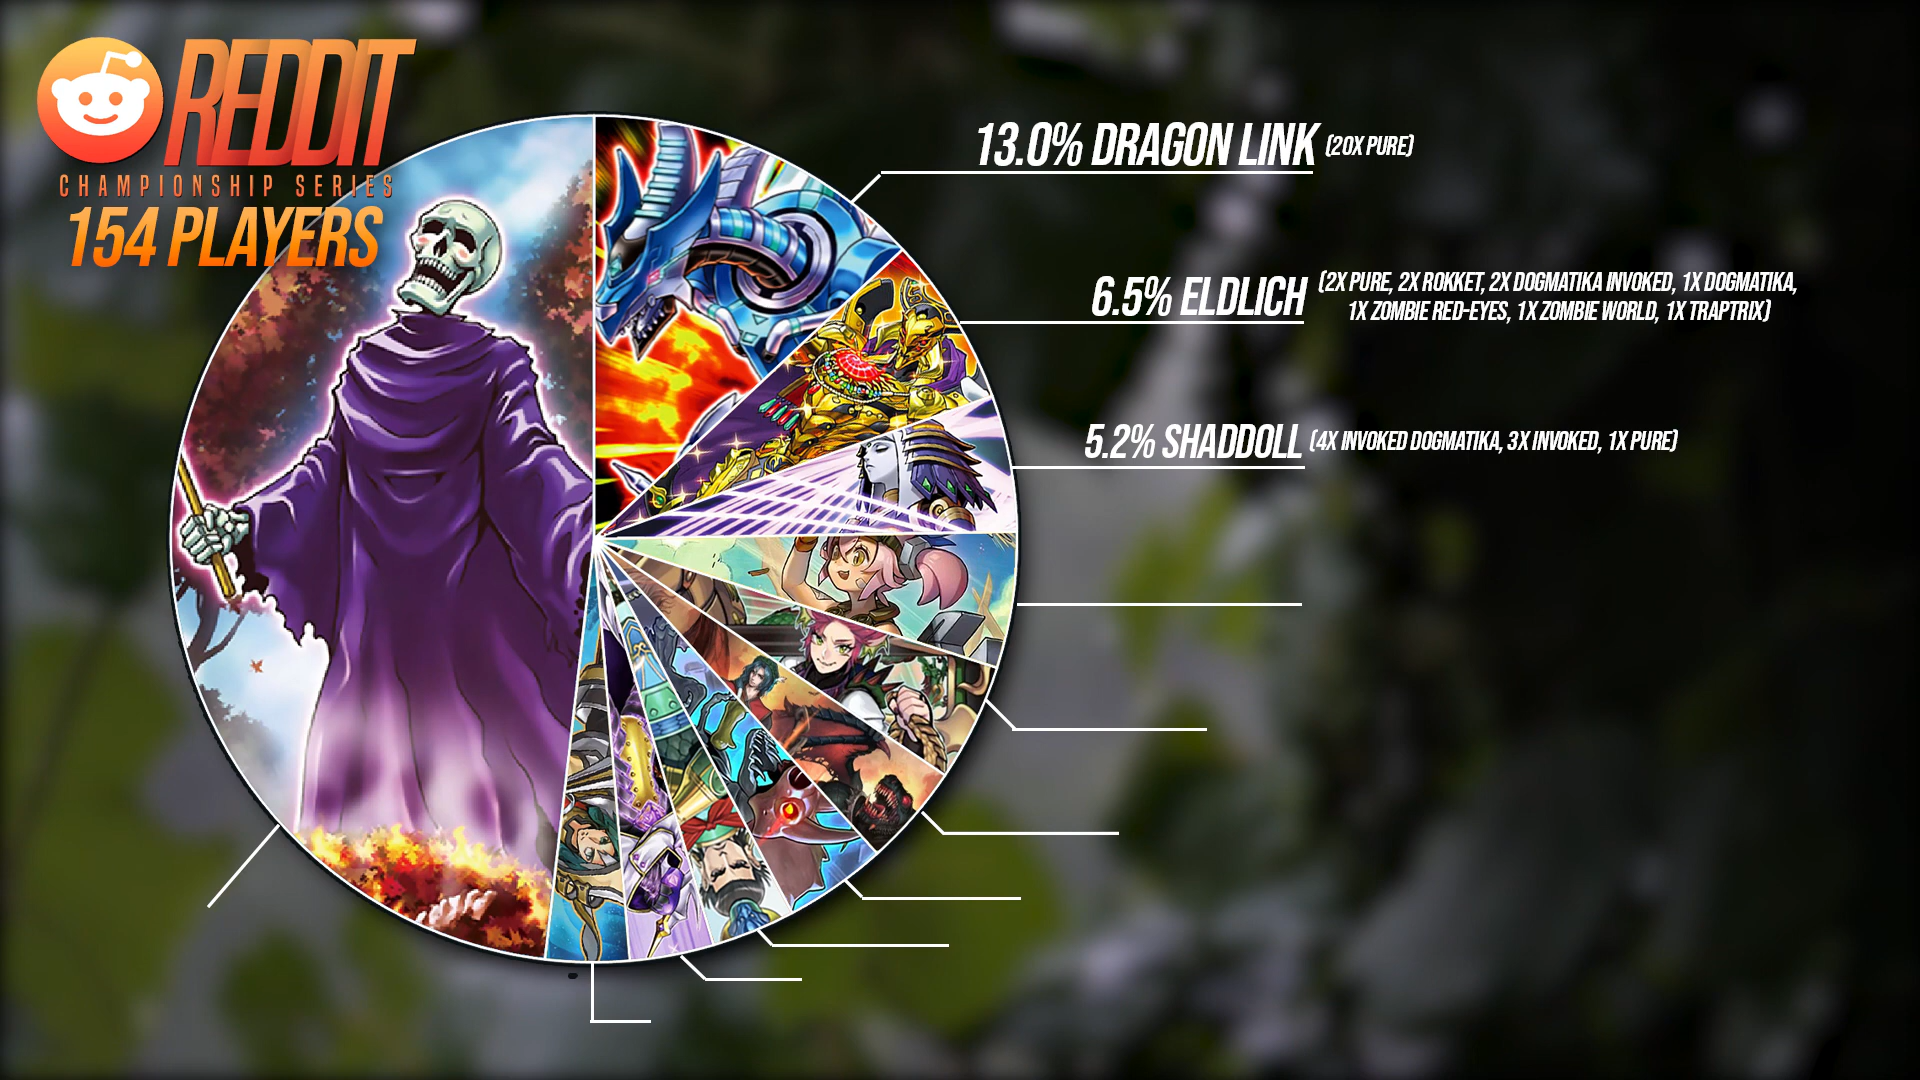 REDDIT
CHAMPIONSHIP SERIES
154 PLAYERS
13.0% DRAGON LINK (20X PURE)
6.5% ELDLICH (2X PURE, 2X ROKKET, 2X DOGMATIKA INVOKED, 1X DOGMATIKA,
1X ZOMBIE RED-EYES, 1X ZOMBIE WORLD, 1X TRAPTRIX)
5.2% SHADDOLL (4X INVOKED DOGMATIKA, 3X INVOKED, 1X PURE)